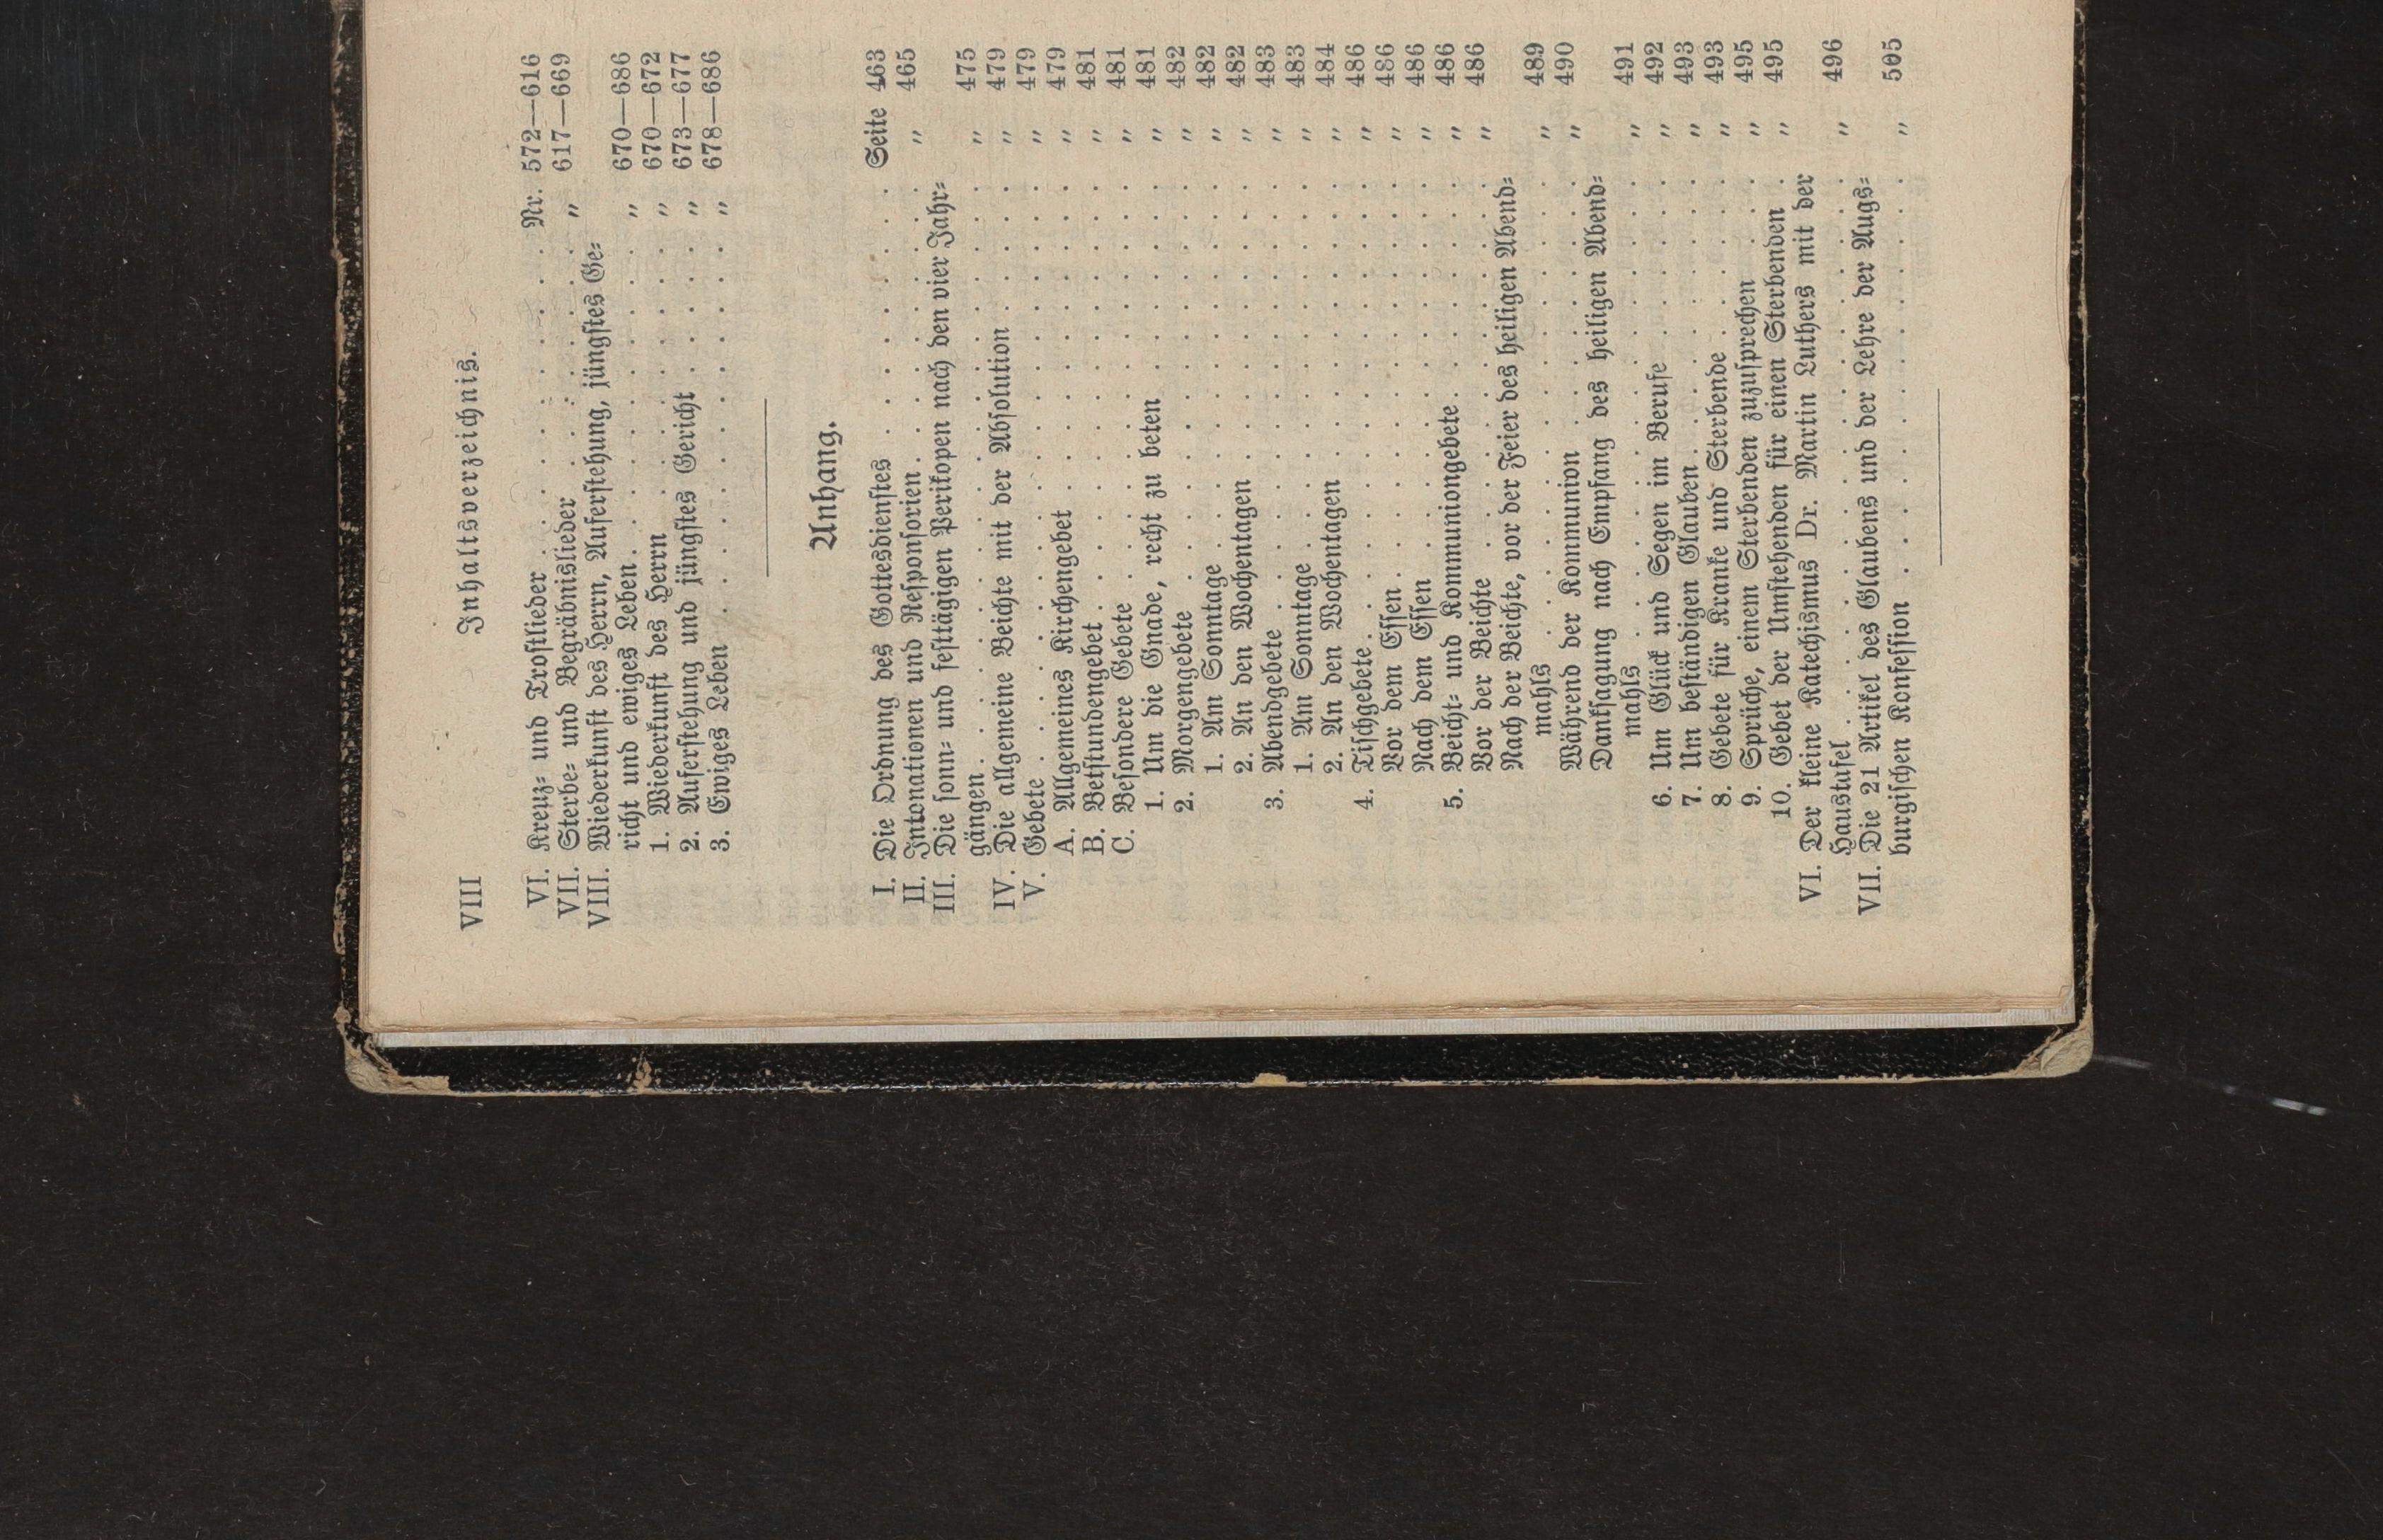 VIII Inhaltsverzeichnis.
VI. Kreuz- und Trostlieder . . . . . . . . . . . Nr. 572—616
VII. Sterbe- und Begräbnislieder . . . . . . . . . " 617—669
VIII. Wiederkunft des Herrn, Auferstehung, jüngstes Ge-
richt und ewiges Leben . . . . . . . . . . . " 670—686
1. Wiederkunft des Herrn . . . . . . . . . " 670—672
2. Auferstehung und jüngstes Gericht . . . . . " 673—677
3. Ewiges Leben . . . . . . . . . . . . " 678—686
Anhang.
I. Die Ordnung des Gottesdienstes . . . . . . . . . Seite 463
II. Intonationen und Responsorien . . . . . . . . . " 465
III. Die sonn- und festtägigen Perikopen nach den vier Jahr-
gängen . . . . . . . . . . . . . . . . " 475
IV. Die allgemeine Beichte mit der Absolution . . . . . " 479
V. Gebete . . . . . . . . . . . . . . . . " 479
A. Allgemeines Kirchengebet . . . . . . . . . . " 479
B. Betstundengebet . . . . . . . . . . . . . " 481
C. Besondere Gebete . . . . . . . . . . . . " 481
1. Um die Gnade, recht zu beten . . . . . . . " 481
2. Morgengebete . . . . . . . . . . . . " 482
1. Am Sonntage . . . . . . . . . . . " 482
2. An den Wochentagen . . . . . . . . . " 482
3. Abendgebete . . . . . . . . . . . . " 483
1. Am Sonntage . . . . . . . . . . . " 483
2. An den Wochentagen . . . . . . . . . " 484
4. Tischgebete . . . . . . . . . . . . . " 486
Vor dem Essen . . . . . . . . . . . . " 486
Nach dem Essen . . . . . . . . . . . " 486
5. Beicht- und Kommuniongebete . . . . . . . " 486
Vor der Beichte . . . . . . . . . . . " 486
Nach der Beichte, vor der Feier des heiligen Abend-
mahls . . . . . . . . . . . . . . " 489
Während der Kommunion . . . . . . . . " 490
Danksagung nach Empfang des heiligen Abend-
mahls . . . . . . . . . . . . . . " 491
6. Um Glück und Segen im Berufe . . . . . . " 492
7. Um beständigen Glauben . . . . . . . . . " 493
8. Gebete für Kranke und Sterbende . . . . . . " 493
9. Sprüche, einem Sterbenden zuzusprechen . . . . " 495
10. Gebet der Umstehenden für einen Sterbenden . . " 495
VI. Der kleine Katechismus Dr. Martin Luthers mit der
Haustafel . . . . . . . . . . . . . . . " 496
VII. Die 21 Artikel des Glaubens und der Lehre der Augs-
burgischen Konfession . . . . . . . . . . . . " 505